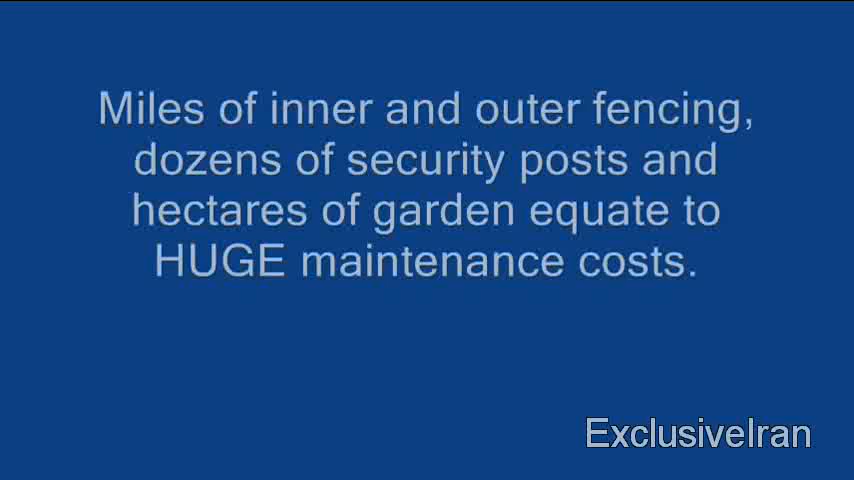 Miles of inner and outer fencing,
dozens of security posts and
hectares of garden equate to
HUGE maintenance costs.
ExclusiveIran